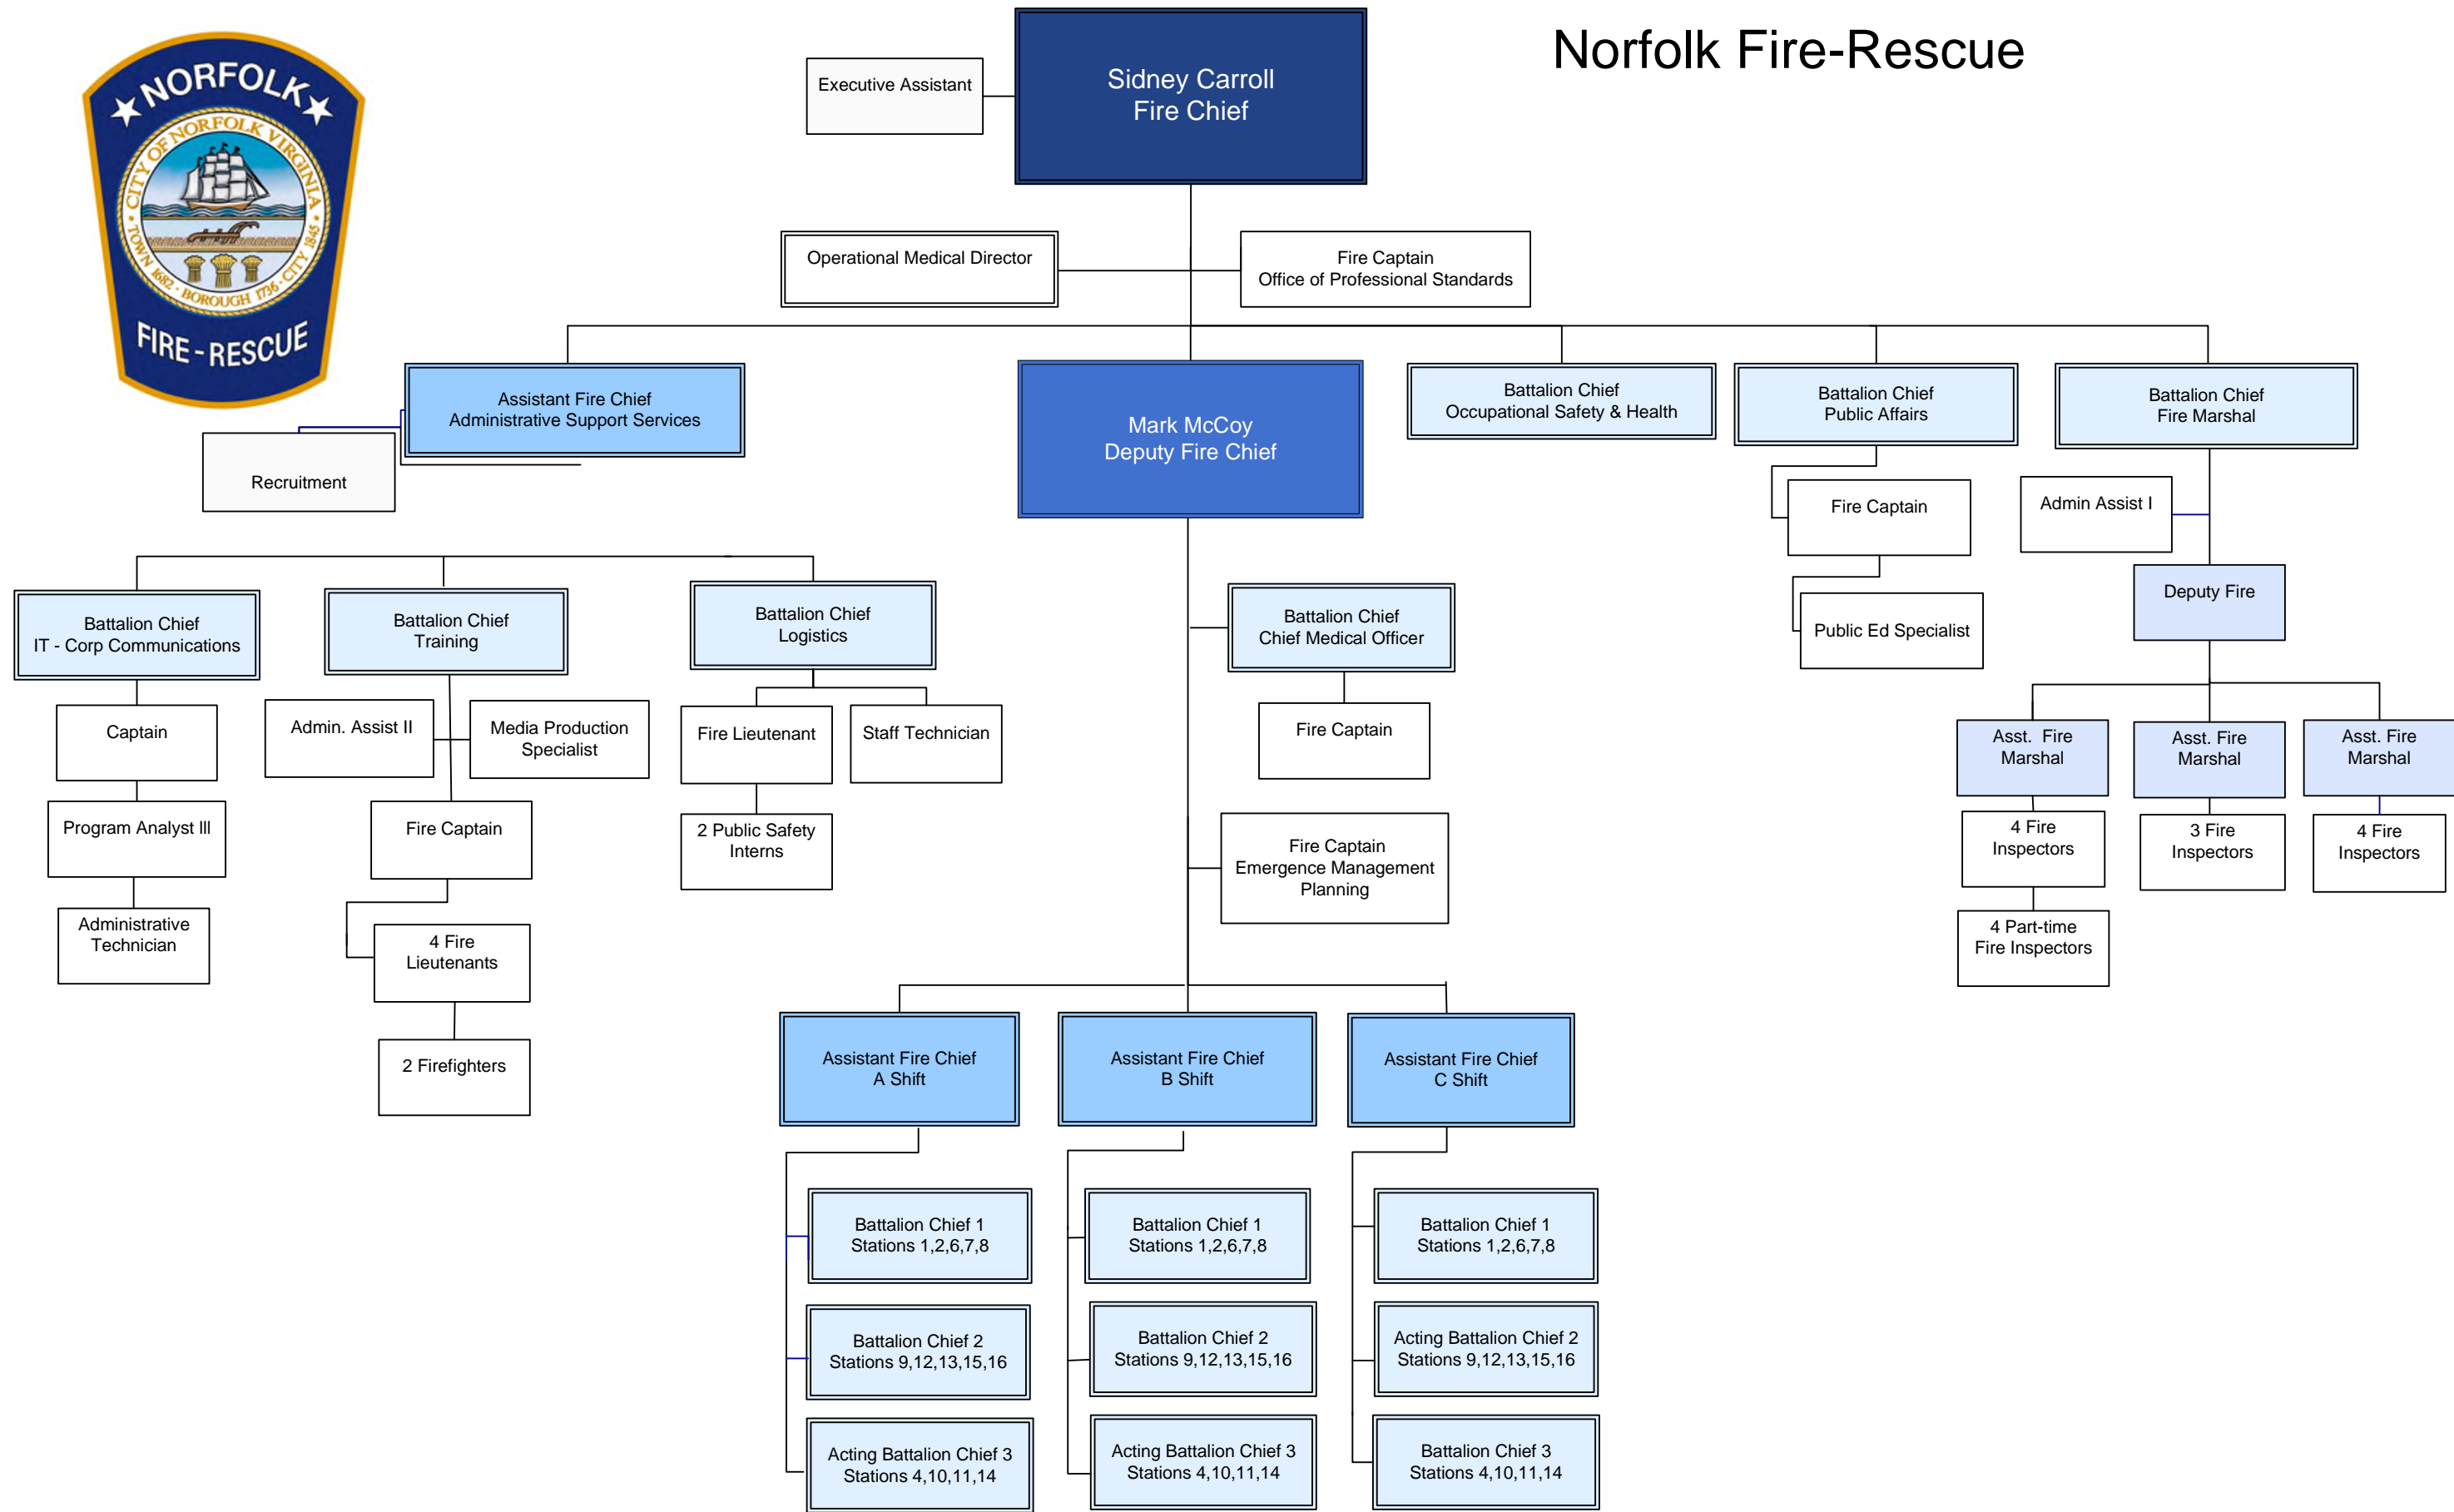 Norfolk Fire-Rescue
NORFOLK
CITY OF NORFOLK VIRGINIA
TOWN 1682 · BOROUGH 1736 · CITY 1845
FIRE-RESCUE
Executive Assistant
Sidney Carroll
Fire Chief
Operational Medical Director
Fire Captain
Office of Professional Standards
Assistant Fire Chief
Administrative Support Services
Recruitment
Mark McCoy
Deputy Fire Chief
Battalion Chief
Occupational Safety & Health
Battalion Chief
Public Affairs
Battalion Chief
Fire Marshal
Fire Captain
Public Ed Specialist
Admin Assist I
Deputy Fire
Asst.  Fire
Marshal
Asst. Fire
Marshal
Asst. Fire
Marshal
4 Fire
Inspectors
3 Fire
Inspectors
4 Fire
Inspectors
4 Part-time
Fire Inspectors
Battalion Chief
IT - Corp Communications
Captain
Program Analyst III
Administrative
Technician
Battalion Chief
Training
Admin. Assist II
Media Production
Specialist
Fire Captain
4 Fire
Lieutenants
2 Firefighters
Battalion Chief
Logistics
Fire Lieutenant
Staff Technician
2 Public Safety
Interns
Battalion Chief
Chief Medical Officer
Fire Captain
Fire Captain
Emergence Management
Planning
Assistant Fire Chief
A Shift
Battalion Chief 1
Stations 1,2,6,7,8
Battalion Chief 2
Stations 9,12,13,15,16
Acting Battalion Chief 3
Stations 4,10,11,14
Assistant Fire Chief
B Shift
Battalion Chief 1
Stations 1,2,6,7,8
Battalion Chief 2
Stations 9,12,13,15,16
Acting Battalion Chief 3
Stations 4,10,11,14
Assistant Fire Chief
C Shift
Battalion Chief 1
Stations 1,2,6,7,8
Acting Battalion Chief 2
Stations 9,12,13,15,16
Battalion Chief 3
Stations 4,10,11,14